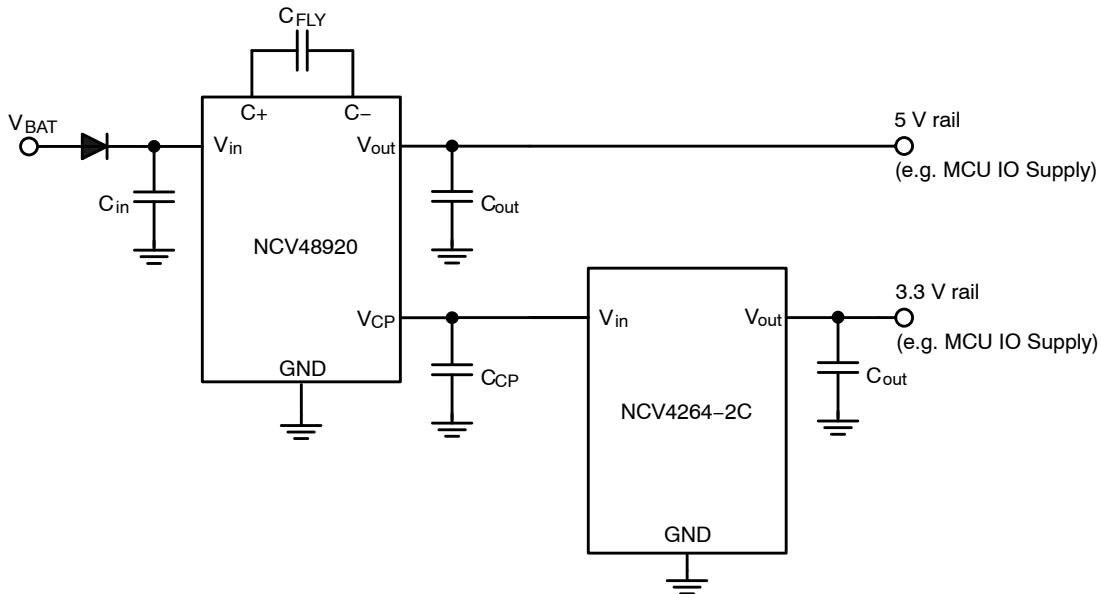 CFLY
C+ C−
VBAT
Vin Vout
5 V rail
(e.g. MCU IO Supply)
Cin
Cout
NCV48920
VCP
GND
CCP
Vin Vout
3.3 V rail
(e.g. MCU IO Supply)
Cout
NCV4264−2C
GND